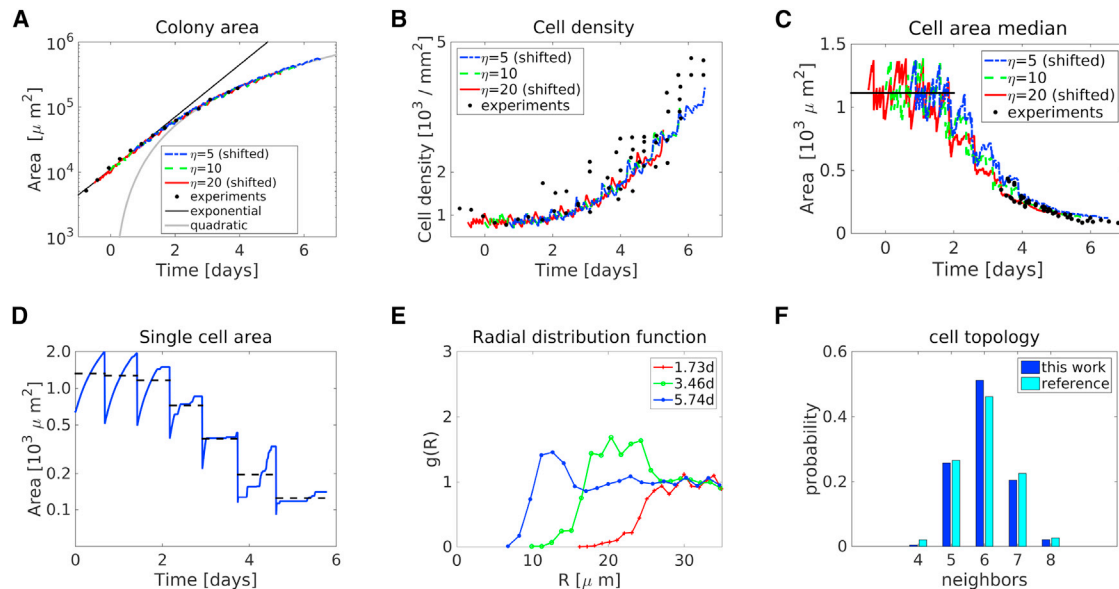 A
Colony area
10^6
10^5
10^4
10^3
Area [μ m2]
η=5 (shifted)
η=10
η=20 (shifted)
experiments
exponential
quadratic
0 2 4 6
Time [days]
B
Cell density
5
2
1
Cell density [10^3 / mm^2]
η=5 (shifted)
η=10
η=20 (shifted)
experiments
0 2 4 6
Time [days]
C
Cell area median
1.5
1
0.5
0
Area [10^3 μ m2]
η=5 (shifted)
η=10
η=20 (shifted)
experiments
0 2 4 6
Time [days]
D
Single cell area
2.0
1.0
0.5
0.2
0.1
Area [10^3 μ m2]
0 2 4 6
Time [days]
E
Radial distribution function
3
2
1
0
g(R)
1.73d
3.46d
5.74d
0 10 20 30
R [μ m]
F
cell topology
0.6
0.4
0.2
0
probability
this work
reference
4 5 6 7 8
neighbors